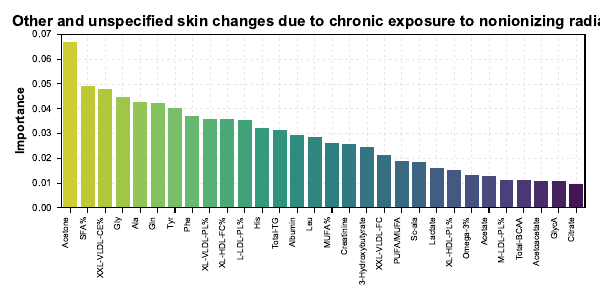 Other and unspecified skin changes due to chronic exposure to nonionizing radia
Importance
0.07
0.06
0.05
0.04
0.03
0.02
0.01
0.00
Acetone
SFA%
XXL-VLDL-CE%
Gly
Ala
Gln
Tyr
Phe
XL-VLDL-PL%
XL-HDL-FC%
L-LDL-PL%
His
Total-TG
Albumin
Leu
MUFA%
Creatinine
3-Hydroxybutyrate
XXL-VLDL-FC
PUFA/MUFA
So-ala
Lactate
XL-HDL-PL%
Omega-3%
Acetate
M-LDL-PL%
Total-BCAA
Acetoacetate
GlycA
Citrate